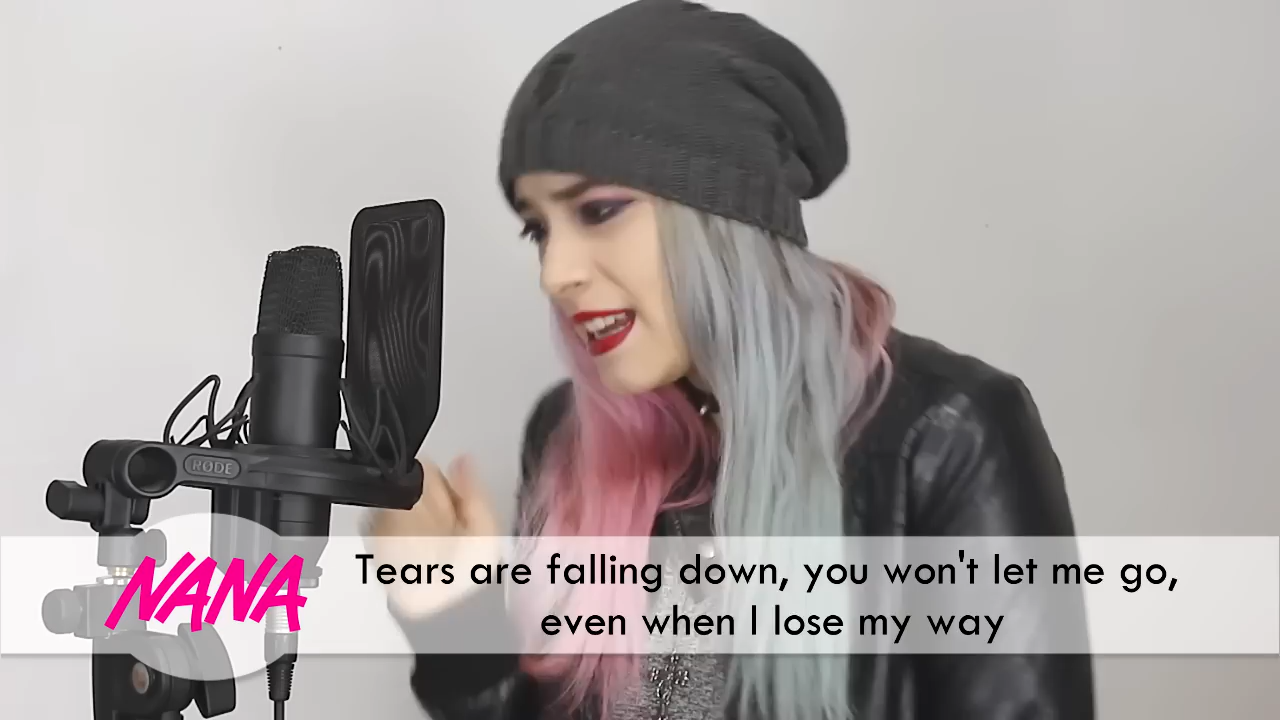 RØDE
NANA
Tears are falling down, you won't let me go,
even when I lose my way